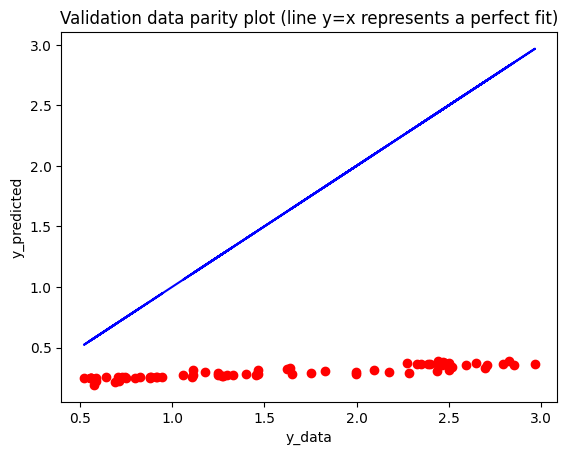 Validation data parity plot (line y=x represents a perfect fit)
3.0
2.5
2.0
1.5
1.0
0.5
y_predicted
0.5 1.0 1.5 2.0 2.5 3.0
y_data